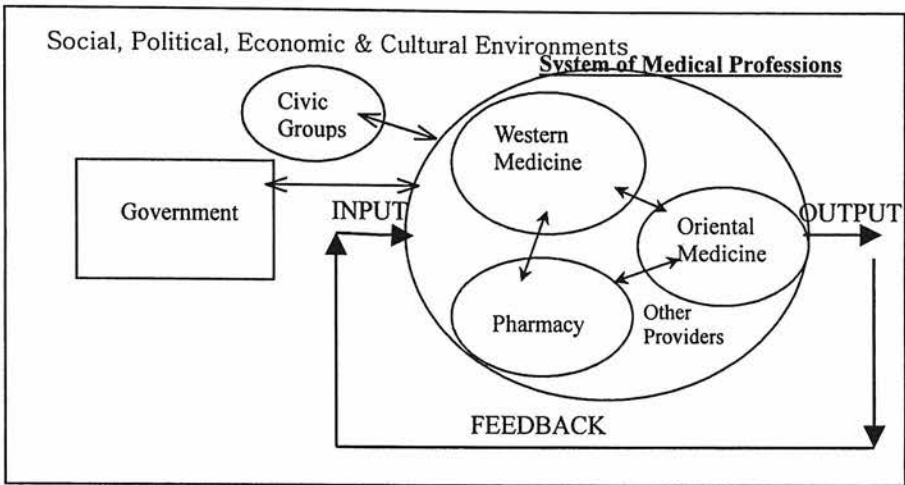 Social, Political, Economic & Cultural Environments
System of Medical Professions
Civic
Groups
Western
Medicine
Government
INPUT
OUTPUT
Oriental
Medicine
Pharmacy
Other
Providers
FEEDBACK